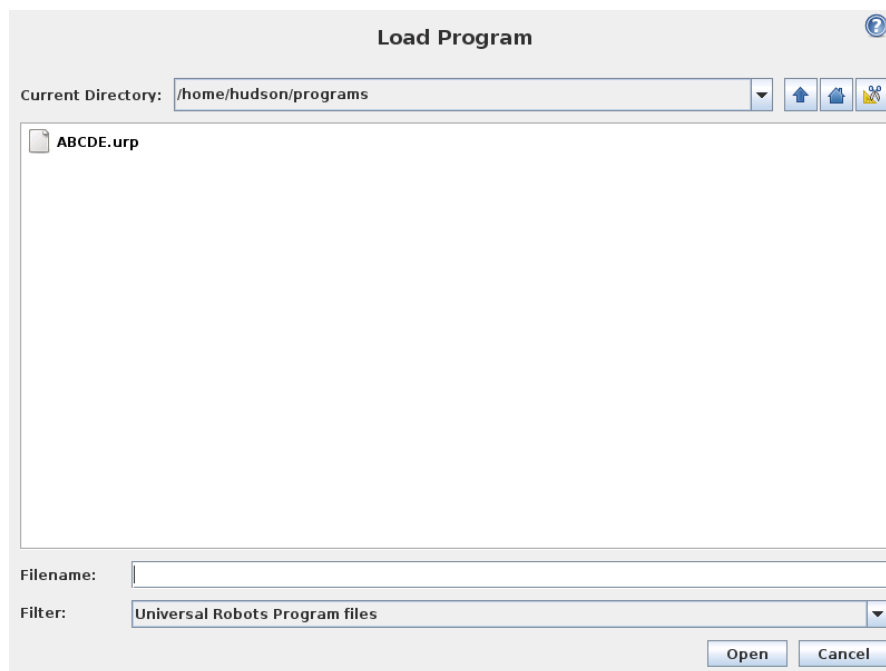 Load Program
?
Current Directory: /home/hudson/programs
ABCDE.urp
Filename:
Filter: Universal Robots Program files
Open Cancel